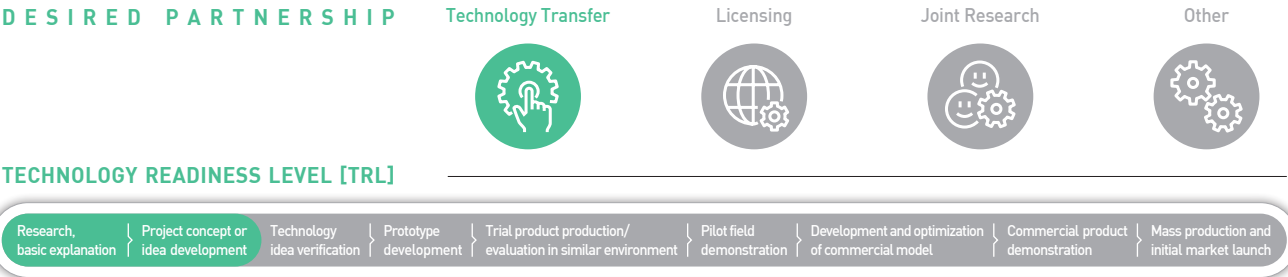 DESIRED PARTNERSHIP
Technology Transfer
Licensing
Joint Research
Other
TECHNOLOGY READINESS LEVEL [TRL]
Research,
basic explanation
Project concept or
idea development
Technology
idea verification
Prototype
development
Trial product production/
evaluation in similar environment
Pilot field
demonstration
Development and optimization
of commercial model
Commercial product
demonstration
Mass production and
initial market launch